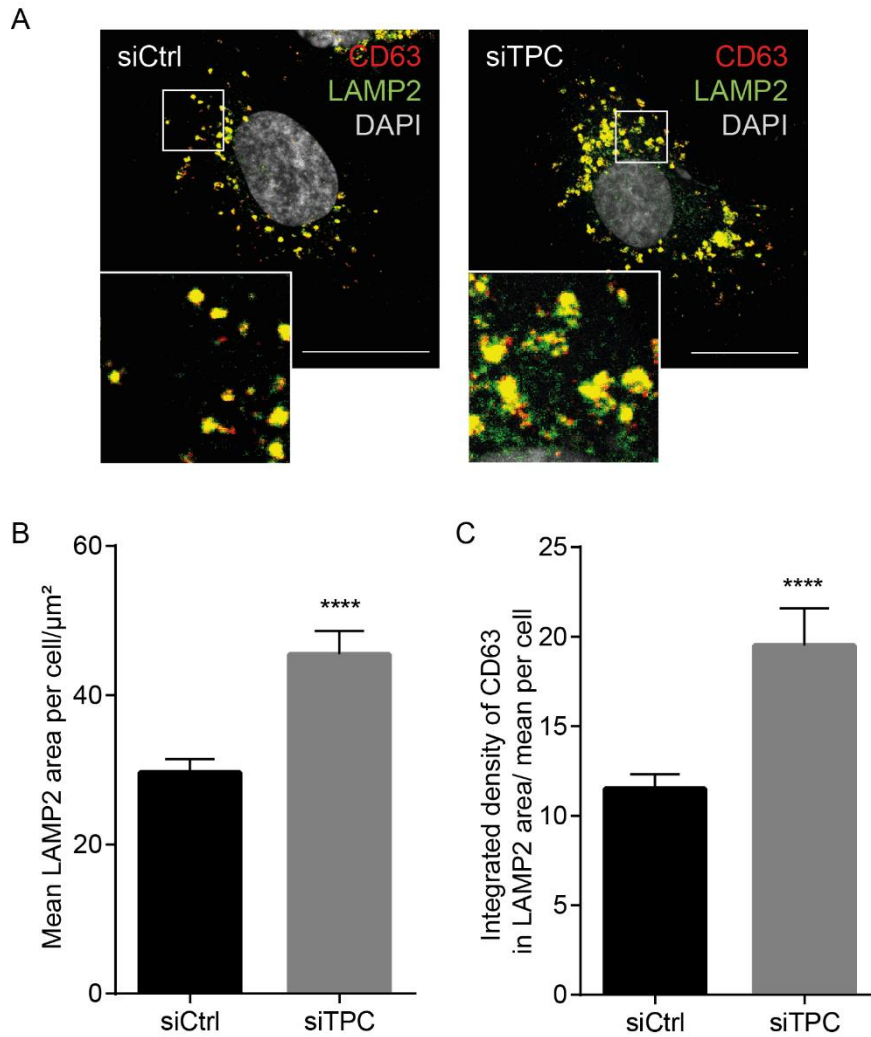 A
siCtrl
CD63
LAMP2
DAPI
siTPC
CD63
LAMP2
DAPI
B
Mean LAMP2 area per cell/µm²
60
40
20
0
****
siCtrl
siTPC
C
Integrated density of CD63
in LAMP2 area/ mean per cell
25
20
15
10
5
0
****
siCtrl
siTPC